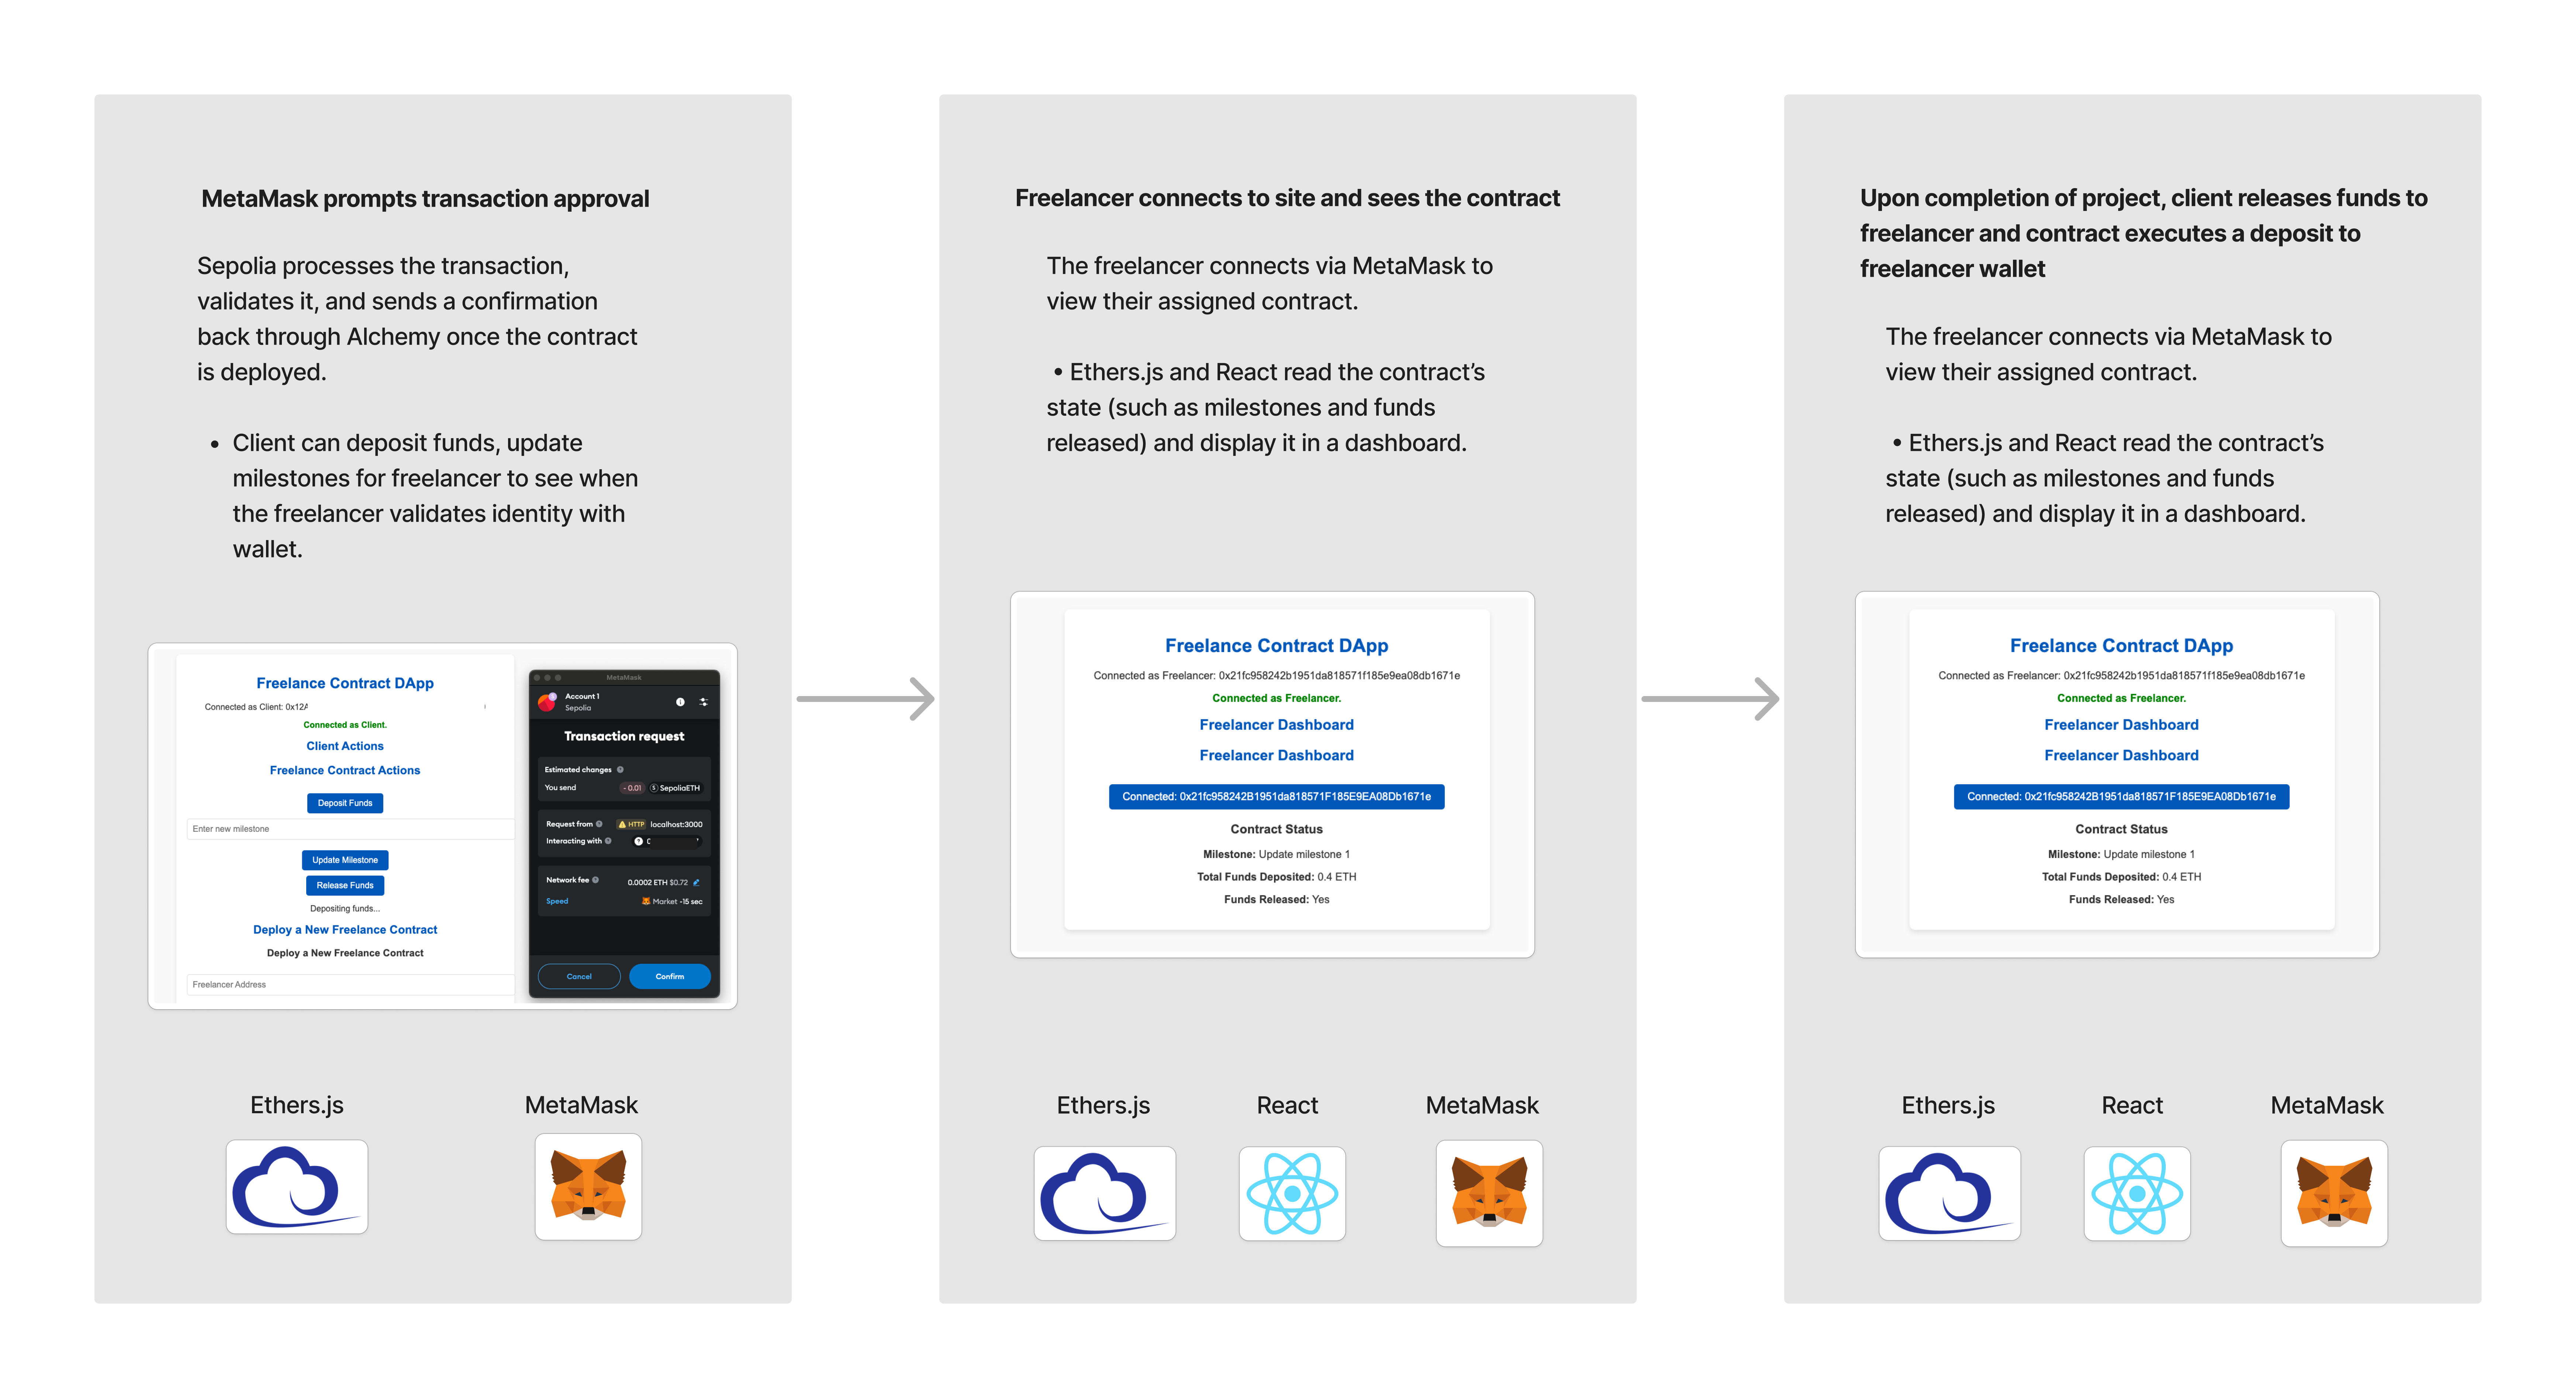 MetaMask prompts transaction approval
Sepolia processes the transaction,
validates it, and sends a confirmation
back through Alchemy once the contract
is deployed.
• Client can deposit funds, update
milestones for freelancer to see when
the freelancer validates identity with
wallet.
Freelance Contract DApp
Connected as Client: 0x12A
Connected as Client.
Client Actions
Freelance Contract Actions
Deposit Funds
Enter new milestone
Update Milestone
Release Funds
Depositing funds...
Deploy a New Freelance Contract
Deploy a New Freelance Contract
Freelancer Address
MetaMask
Account 1
Sepolia
Transaction request
Estimated changes
You send - 0.01 SepoliaETH
Request from HTTP localhost:3000
Interacting with
Network fee 0.0002 ETH $0.72
Speed Market ~15 sec
Cancel Confirm
Ethers.js MetaMask
Freelancer connects to site and sees the contract
The freelancer connects via MetaMask to
view their assigned contract.
• Ethers.js and React read the contract’s
state (such as milestones and funds
released) and display it in a dashboard.
Freelance Contract DApp
Connected as Freelancer: 0x21fc958242b1951da818571f185e9ea08db1671e
Connected as Freelancer.
Freelancer Dashboard
Freelancer Dashboard
Connected: 0x21fc958242B1951da818571F185E9EA08Db1671e
Contract Status
Milestone: Update milestone 1
Total Funds Deposited: 0.4 ETH
Funds Released: Yes
Ethers.js React MetaMask
Upon completion of project, client releases funds to
freelancer and contract executes a deposit to
freelancer wallet
The freelancer connects via MetaMask to
view their assigned contract.
• Ethers.js and React read the contract’s
state (such as milestones and funds
released) and display it in a dashboard.
Freelance Contract DApp
Connected as Freelancer: 0x21fc958242b1951da818571f185e9ea08db1671e
Connected as Freelancer.
Freelancer Dashboard
Freelancer Dashboard
Connected: 0x21fc958242B1951da818571F185E9EA08Db1671e
Contract Status
Milestone: Update milestone 1
Total Funds Deposited: 0.4 ETH
Funds Released: Yes
Ethers.js React MetaMask